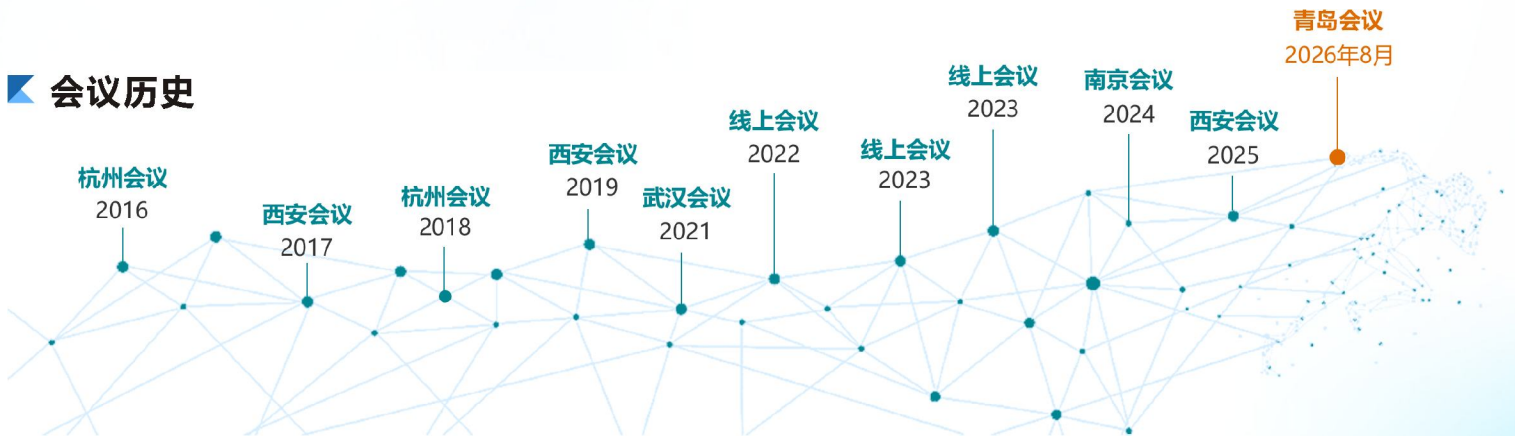 会议历史
杭州会议
2016
西安会议
2017
杭州会议
2018
西安会议
2019
武汉会议
2021
线上会议
2022
线上会议
2023
线上会议
2023
南京会议
2024
西安会议
2025
青岛会议
2026年8月